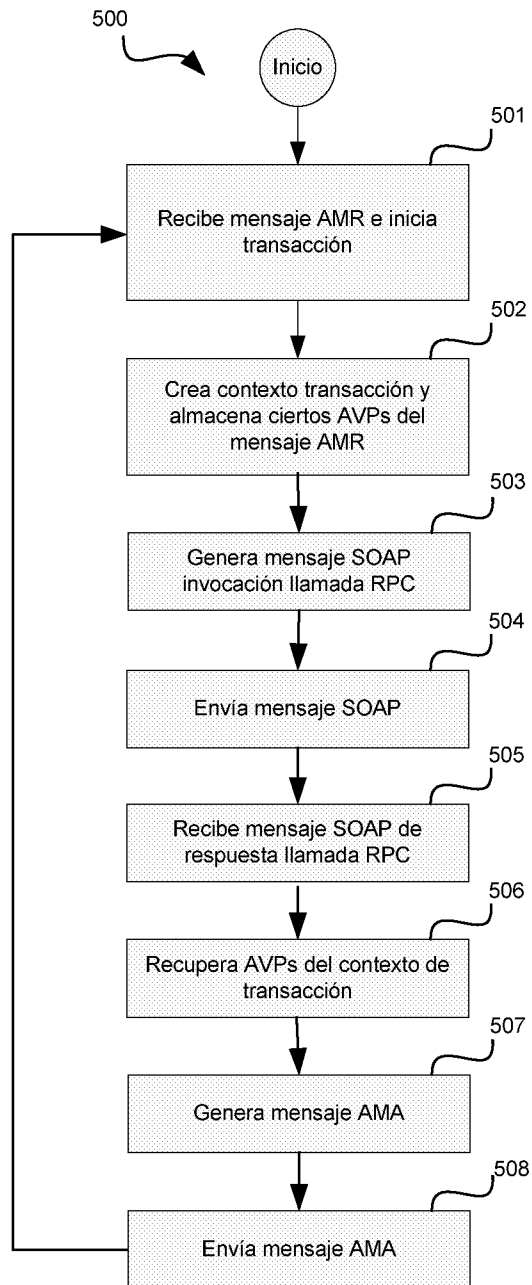 500
Inicio
501
Recibe mensaje AMR e inicia
transacción
502
Crea contexto transacción y
almacena ciertos AVPs del
mensaje AMR
503
Genera mensaje SOAP
invocación llamada RPC
504
Envía mensaje SOAP
505
Recibe mensaje SOAP de
respuesta llamada RPC
506
Recupera AVPs del contexto de
transacción
507
Genera mensaje AMA
508
Envía mensaje AMA